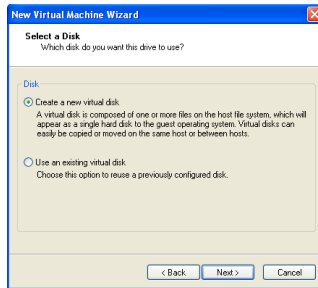 New Virtual Machine Wizard
Select a Disk
Which disk do you want this drive to use?
Disk
Create a new virtual disk
A virtual disk is composed of one or more files on the host file system, which will
appear as a single hard disk to the guest operating system. Virtual disks can
easily be copied or moved on the same host or between hosts.
Use an existing virtual disk
Choose this option to reuse a previously configured disk.
< Back Next > Cancel